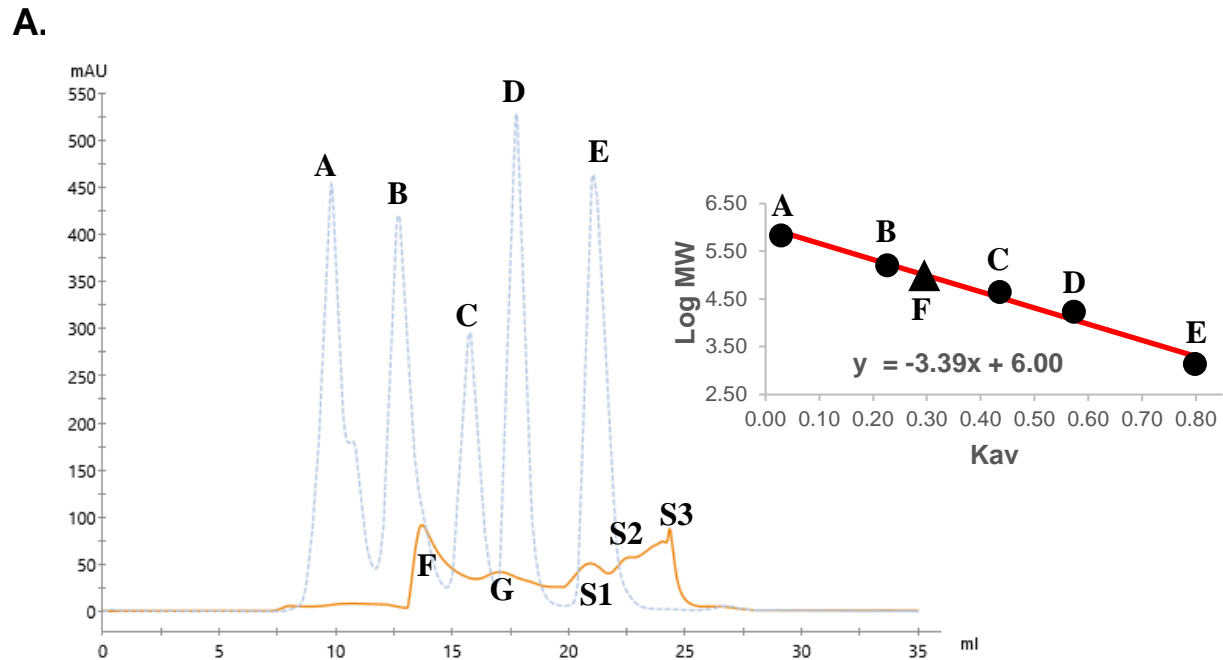 A.
mAU
550
500
450
400
350
300
250
200
150
100
50
0
A
B
C
D
E
F
G
S1
S2
S3
0 5 10 15 20 25 30 35 ml
6.50
5.50
4.50
3.50
2.50
Log MW
A
B
F
C
D
E
y = -3.39x + 6.00
0.00 0.10 0.20 0.30 0.40 0.50 0.60 0.70 0.80
Kav